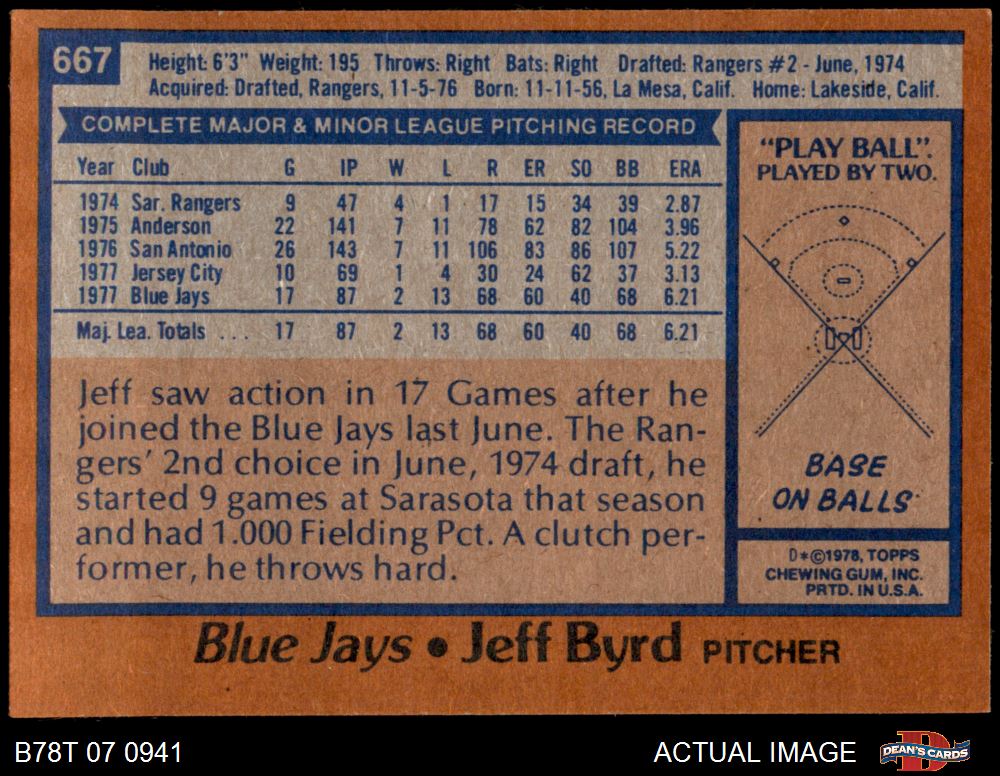 667
Height: 6'3" Weight: 195 Throws: Right Bats: Right Drafted: Rangers #2 - June, 1974
Acquired: Drafted, Rangers, 11-5-76 Born: 11-11-56, La Mesa, Calif. Home: Lakeside, Calif.
COMPLETE MAJOR & MINOR LEAGUE PITCHING RECORD
Year Club G IP W L R ER SO BB ERA
1974 Sar. Rangers 9 47 4 1 17 15 34 39 2.87
1975 Anderson 22 141 7 11 78 62 82 104 3.96
1976 San Antonio 26 143 7 11 106 83 86 107 5.22
1977 Jersey City 10 69 1 4 30 24 62 37 3.13
1977 Blue Jays 17 87 2 13 68 60 40 68 6.21
Maj. Lea. Totals . . . 17 87 2 13 68 60 40 68 6.21
Jeff saw action in 17 Games after he
joined the Blue Jays last June. The Ran-
gers' 2nd choice in June, 1974 draft, he
started 9 games at Sarasota that season
and had 1.000 Fielding Pct. A clutch per-
former, he throws hard.
"PLAY BALL".
PLAYED BY TWO.
BASE
ON BALLS
D*©1978, TOPPS
CHEWING GUM, INC.
PRTD. IN U.S.A.
Blue Jays • Jeff Byrd PITCHER
B78T 07 0941
ACTUAL IMAGE
D
DEAN'S CARDS